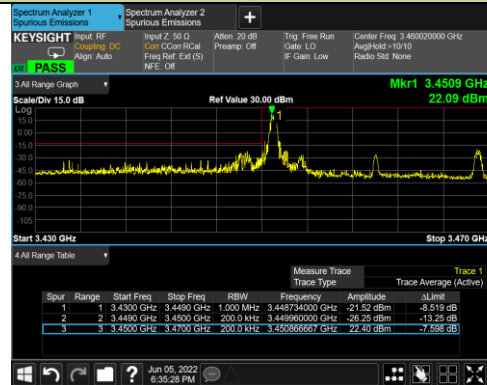 Spectrum Analyzer 1
Spurious Emissions
Spectrum Analyzer 2
Spurious Emissions
+
KEYSIGHT
Input: RF
Coupling: DC
Align: Auto
Input Z: 50 Ω
Corr CCorr RCal
Freq Ref: Ext (S)
NFE: Off
Atten: 20 dB
Preamp: Off
Trig: Free Run
Gate: LO
IF Gain: Low
Center Freq: 3.460020000 GHz
Avg|Hold:>10/10
Radio Std: None
PASS
3 All Range Graph
Mkr1 3.4509 GHz
Scale/Div 15.0 dB
Ref Value 30.00 dBm
22.09 dBm
Log
15.0
0.00
-15.0
-30.0
-45.0
-60.0
-75.0
-90.0
-105
1
Start 3.430 GHz
Stop 3.470 GHz
4 All Range Table
Measure Trace Trace 1
Trace Type Trace Average (Active)
Spur Range Start Freq Stop Freq RBW Frequency Amplitude ΔLimit
1 1 3.4300 GHz 3.4490 GHz 1.000 MHz 3.448734000 GHz -21.52 dBm -8.519 dB
2 2 3.4490 GHz 3.4500 GHz 200.0 kHz 3.449960000 GHz -26.25 dBm -13.25 dB
3 3 3.4500 GHz 3.4700 GHz 200.0 kHz 3.450866667 GHz 22.40 dBm -7.598 dB
?
Jun 05, 2022
6:35:28 PM